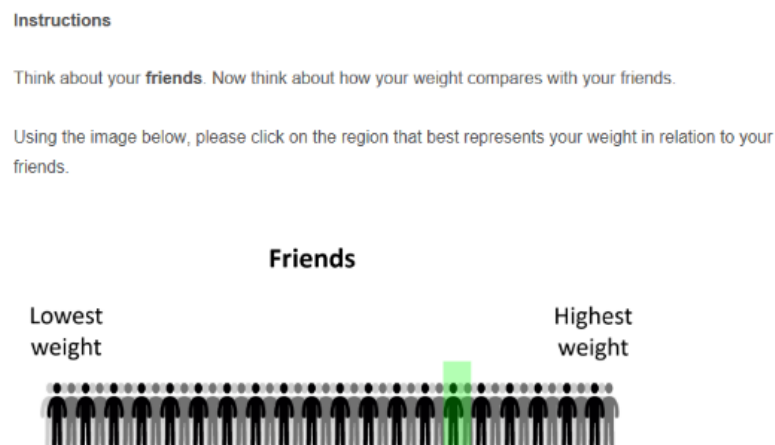 Instructions
Think about your friends. Now think about how your weight compares with your friends.
Using the image below, please click on the region that best represents your weight in relation to your
friends.
Friends
Lowest
weight
Highest
weight